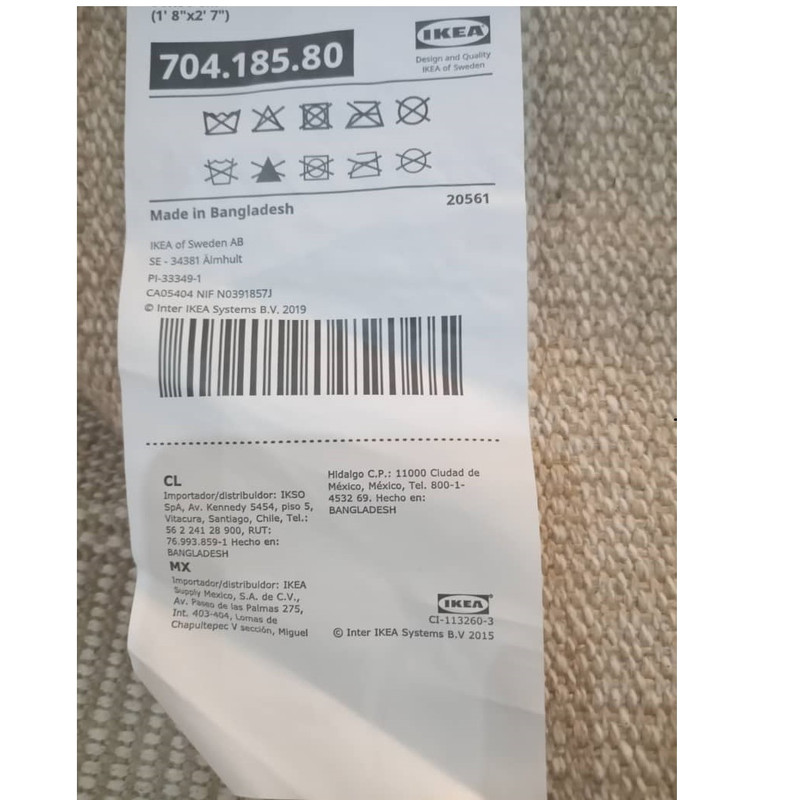 (1' 8"x2' 7")
704.185.80
IKEA
Design and Quality
IKEA of Sweden
Made in Bangladesh
20561
IKEA of Sweden AB
SE - 34381 Älmhult
PI-33349-1
CA05404 NIF N0391857J
© Inter IKEA Systems B.V. 2019
CL
Importador/distribuidor: IKSO
SpA, Av. Kennedy 5454, piso 5,
Vitacura, Santiago, Chile, Tel.:
56 2 241 28 900, RUT:
76.993.859-1 Hecho en:
BANGLADESH
MX
Importador/distribuidor: IKEA
Supply Mexico, S.A. de C.V.,
Av. Paseo de las Palmas 275,
Int. 403-404, Lomas de
Chapultepec V sección, Miguel
Hidalgo C.P.: 11000 Ciudad de
México, México, Tel. 800-1-
4532 69. Hecho en:
BANGLADESH
IKEA
CI-113260-3
© Inter IKEA Systems B.V 2015